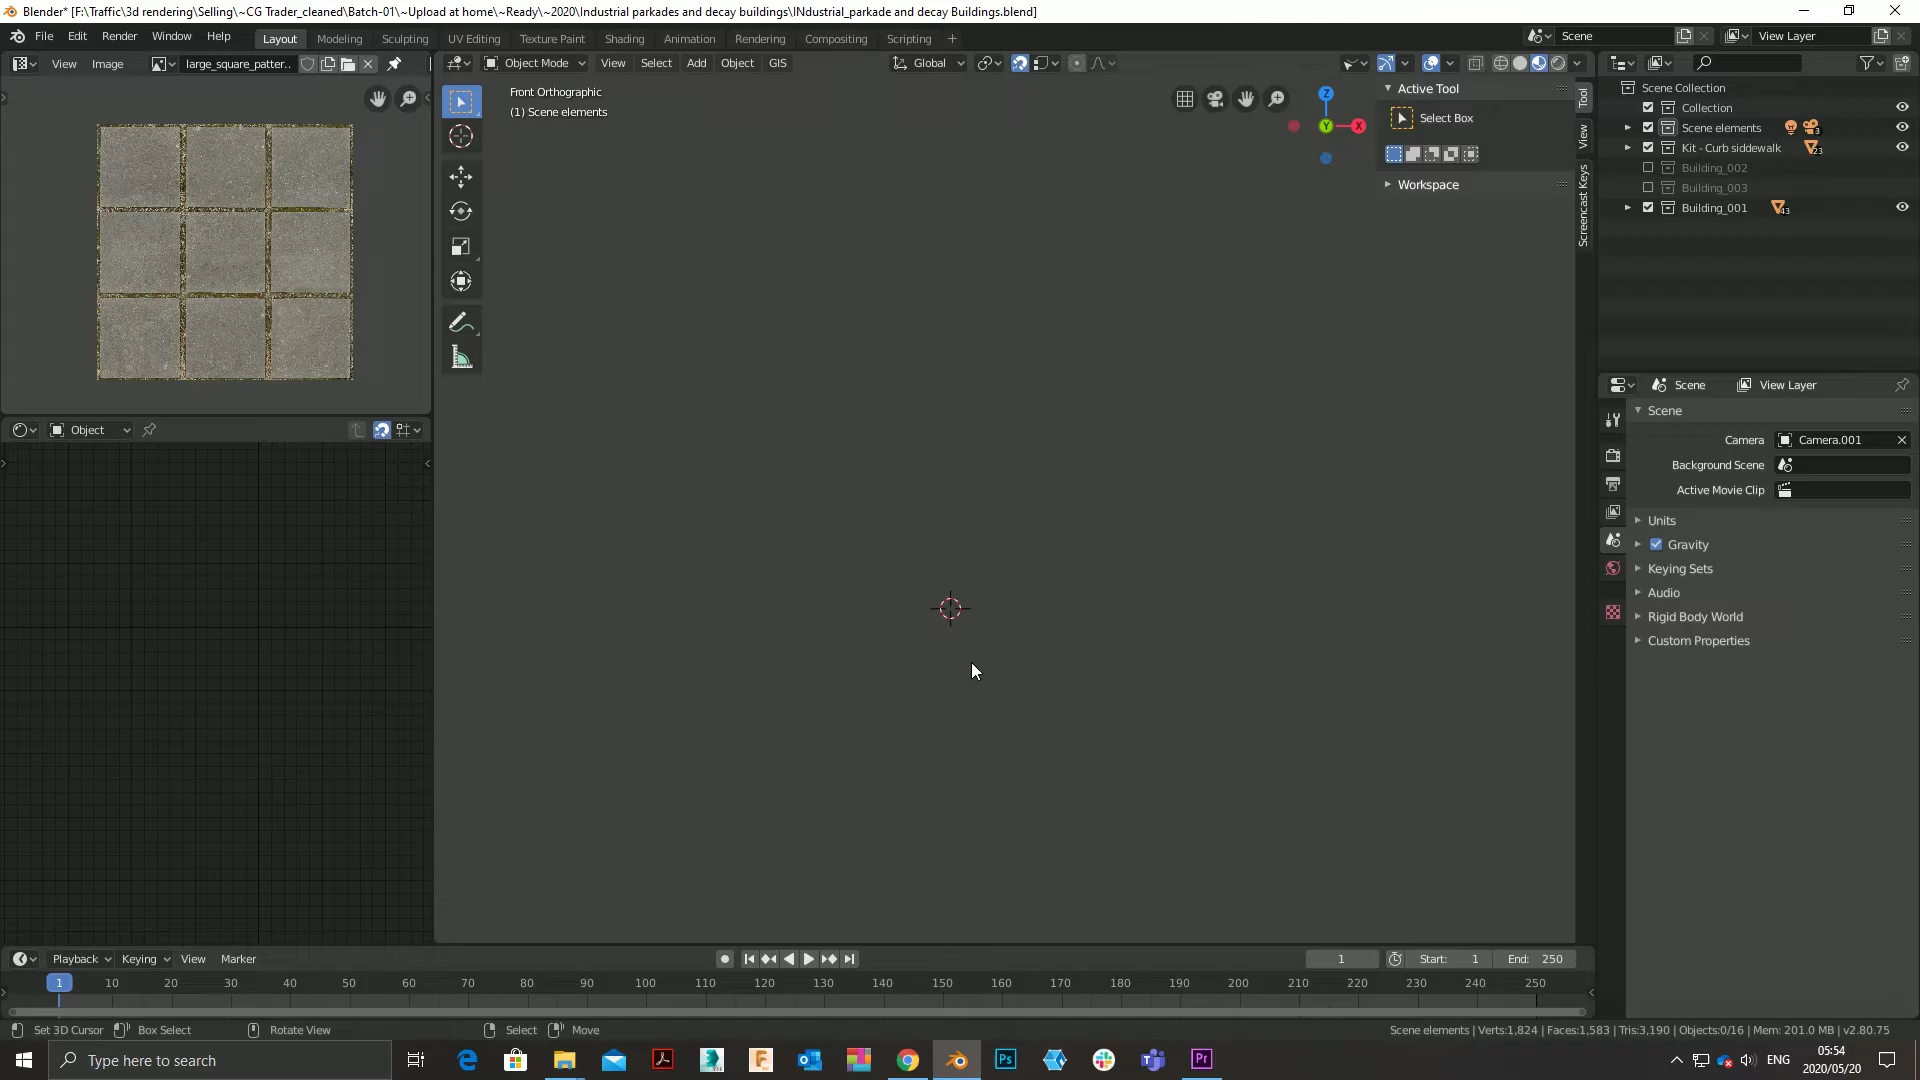 Blender* [F:\Traffic\3d rendering\Selling\~CG Trader_cleaned\Batch-01\~Upload at home\~Ready\~2020\Industrial parkades and decay buildings\INdustrial_parkade and decay Buildings.blend]
File Edit Render Window Help Layout Modeling Sculpting UV Editing Texture Paint Shading Animation Rendering Compositing Scripting + Scene View Layer
View Image large_square_patter.. Object Mode View Select Add Object GIS Global
Front Orthographic
(1) Scene elements
Z
Y
X
Active Tool
Select Box
Workspace
Tool
View
Screencast Keys
Scene Collection
Collection
Scene elements 3
Kit - Curb siddewalk 23
Building_002
Building_003
Building_001 43
Scene View Layer
Scene
Camera Camera.001
Background Scene
Active Movie Clip
Units
Gravity
Keying Sets
Audio
Rigid Body World
Custom Properties
Object
Playback Keying View Marker 1 Start: 1 End: 250
1 10 20 30 40 50 60 70 80 90 100 110 120 130 140 150 160 170 180 190 200 210 220 230 240 250
Set 3D Cursor Box Select Rotate View Select Move Scene elements | Verts:1,824 | Faces:1,583 | Tris:3,190 | Objects:0/16 | Mem: 201.0 MB | v2.80.75
Type here to search
Ps
Pr
ENG
05:54
2020/05/20